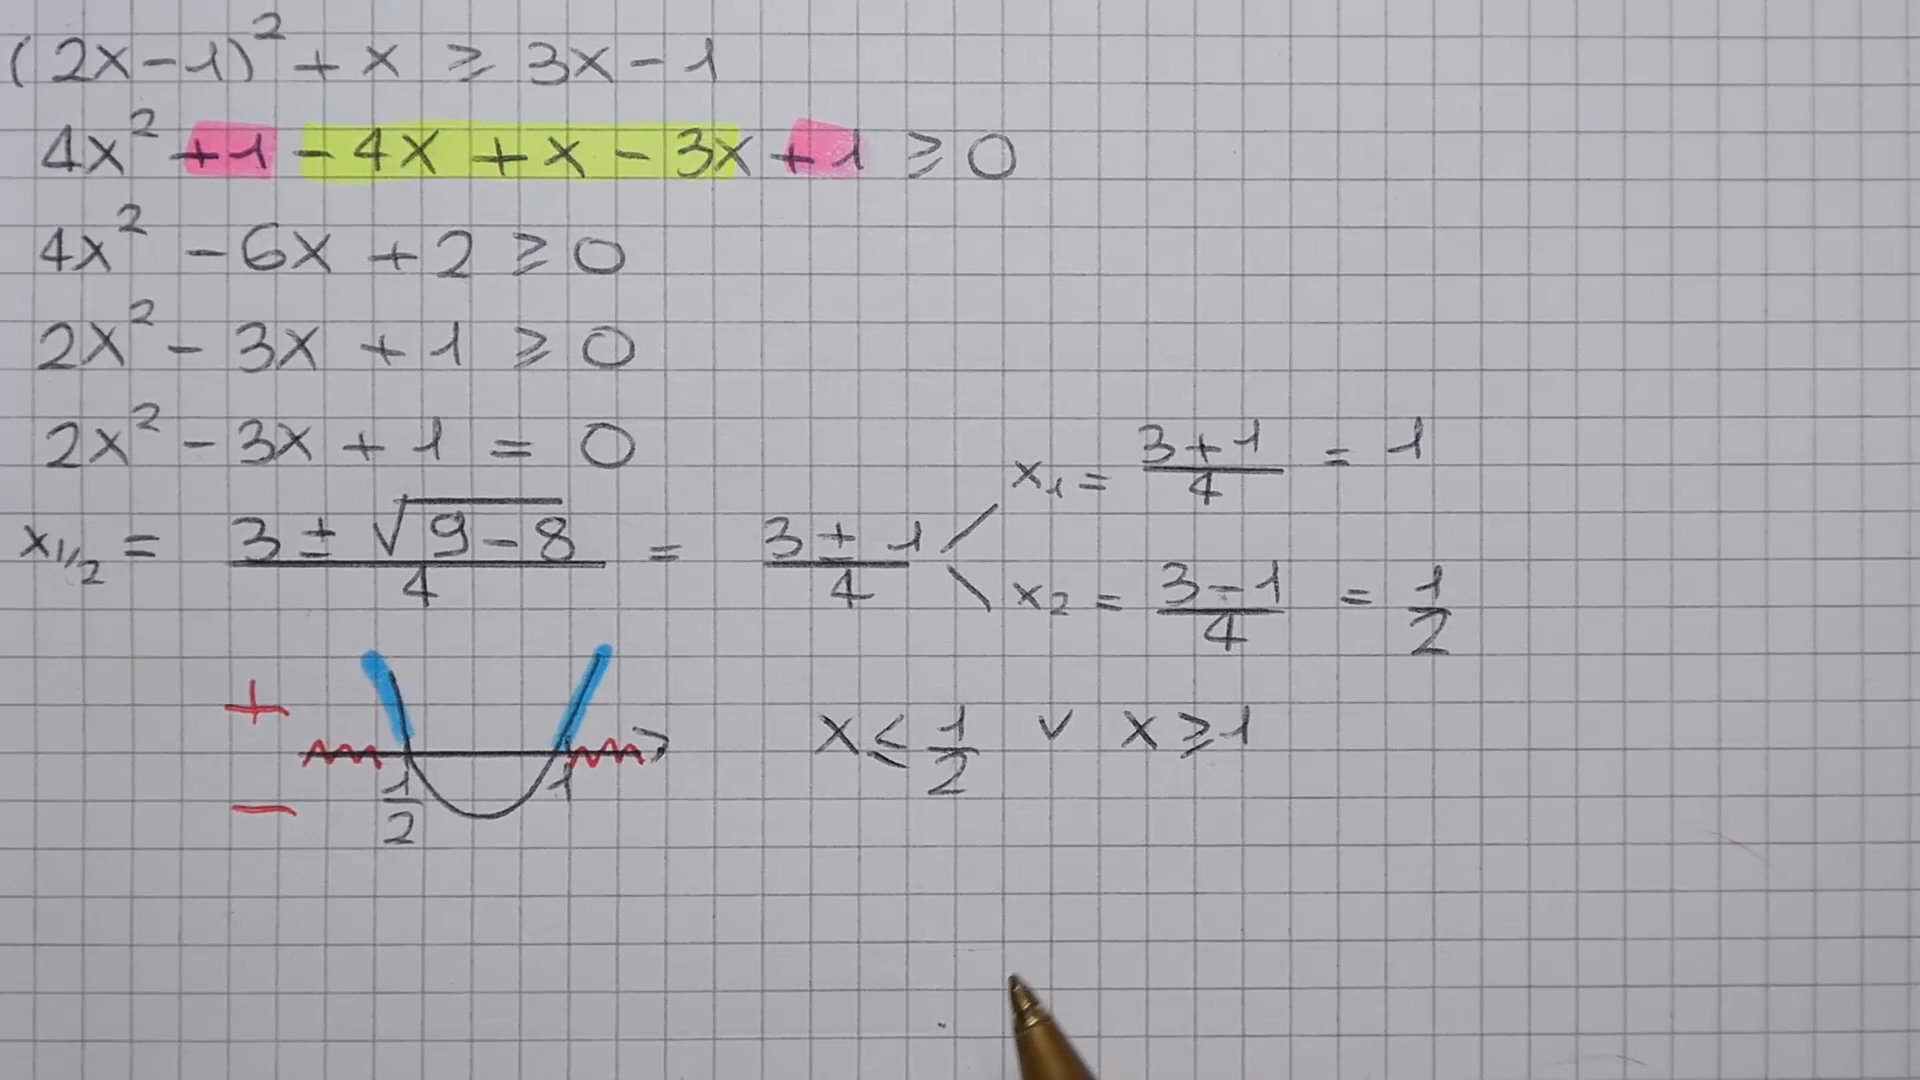 (2x-1)² + x ≥ 3x - 1
4x² +1 - 4x + x - 3x +1 ≥ 0
4x² - 6x + 2 ≥ 0
2x² - 3x + 1 ≥ 0
2x² - 3x + 1 = 0
x1/2 = 3 ± √9-8 / 4 = 3 ± 1 / 4
x₁ = 3+1 / 4 = 1
x₂ = 3-1 / 4 = 1/2
+
-
1/2 1
x ≤ 1/2 v x ≥ 1